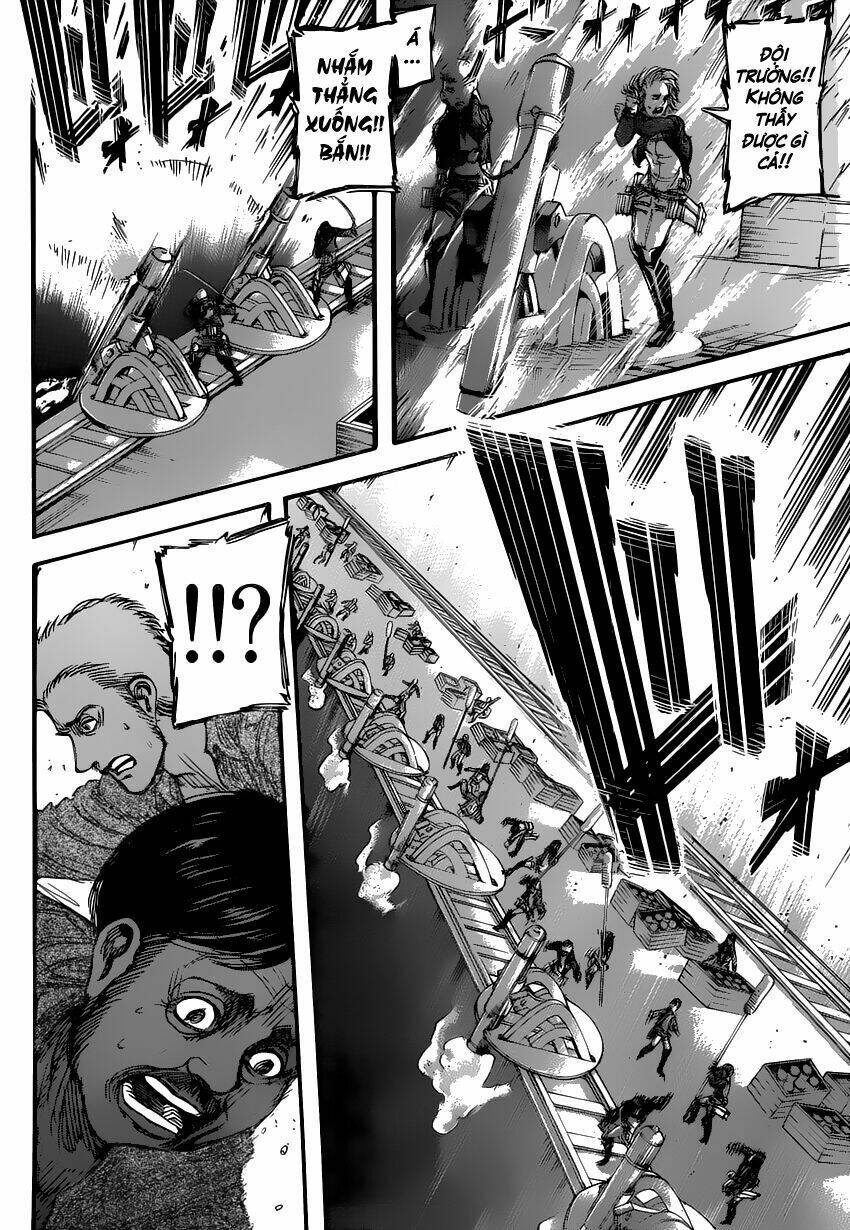 ĐỘI
TRƯỞNG!!
KHÔNG
THẤY
ĐƯỢC GÌ
CẢ!!
Á
...
NHẮM
THẲNG
XUỐNG!!
BẮN!!
!!?